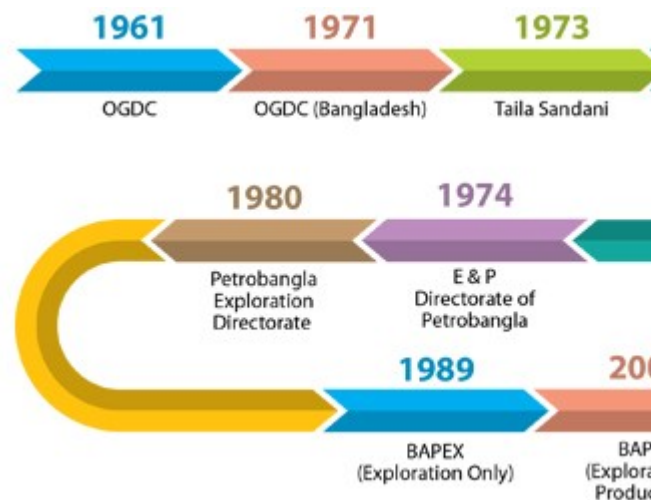 1961
1971
1973
OGDC
OGDC (Bangladesh)
Taila Sandani
1980
1974
Petrobangla
Exploration
Directorate
E & P
Directorate of
Petrobangla
1989
BAPEX
(Exploration Only)